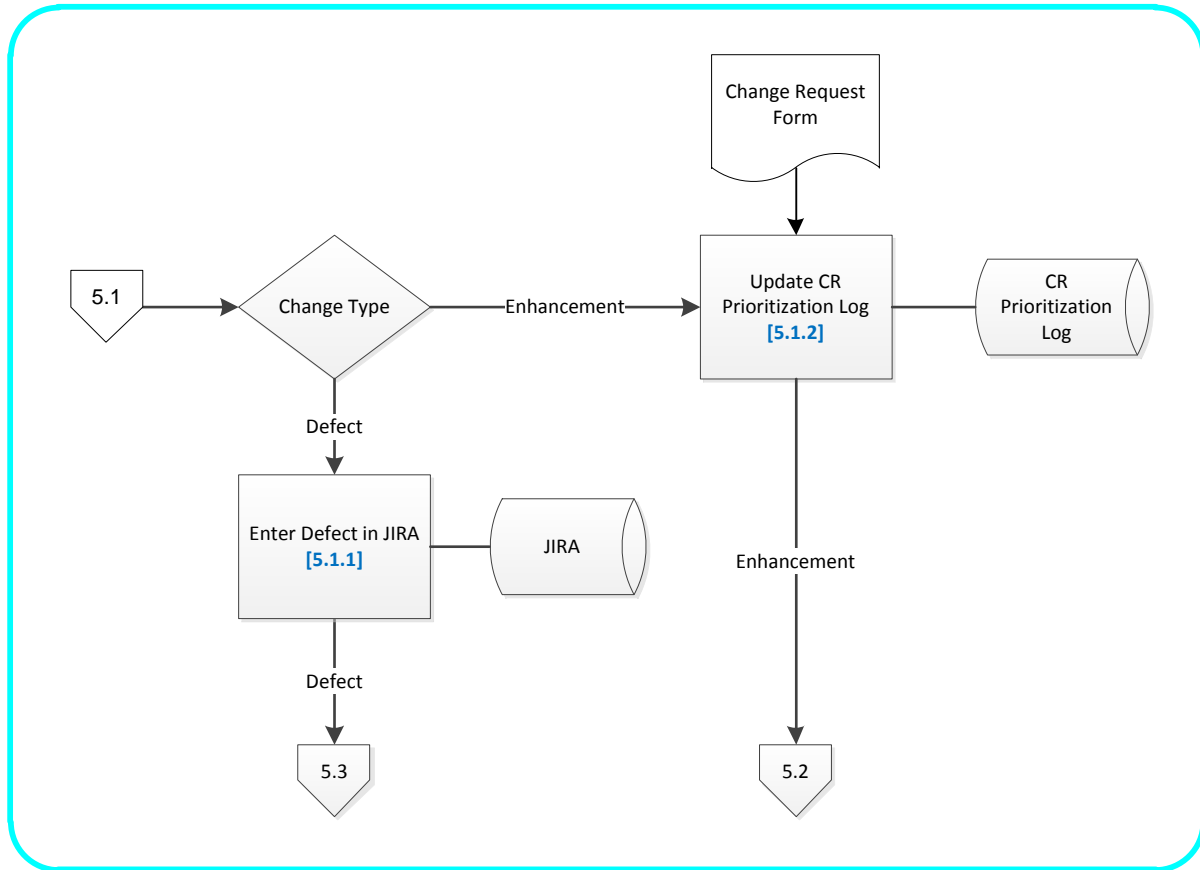 Change Request
Form
5.1
Change Type
Enhancement
Update CR
Prioritization Log
[5.1.2]
CR
Prioritization
Log
Defect
Enter Defect in JIRA
[5.1.1]
JIRA
Enhancement
Defect
5.3
5.2